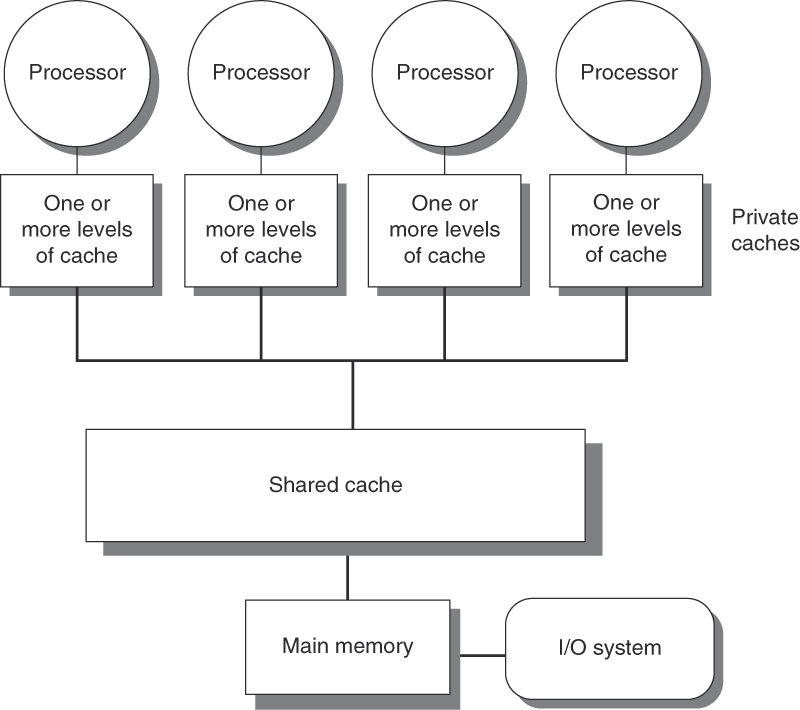 Processor
Processor
Processor
Processor
One or
more levels
of cache
One or
more levels
of cache
One or
more levels
of cache
One or
more levels
of cache
Private
caches
Shared cache
Main memory
I/O system